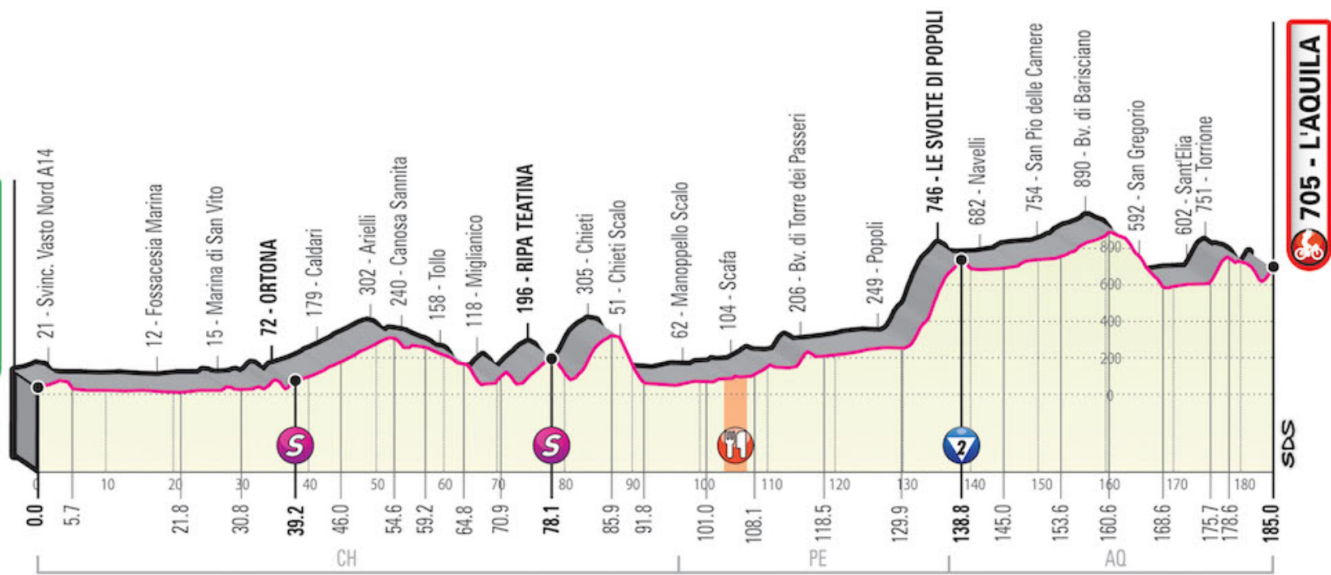 21 - Svinc. Vasto Nord A14
12 - Fossacesia Marina
15 - Marina di San Vito
72 - ORTONA
179 - Caldari
302 - Arielli
240 - Canosa Sannita
158 - Tollo
118 - Miglianico
196 - RIPA TEATINA
305 - Chieti
51 - Chieti Scalo
62 - Manoppello Scalo
104 - Scafa
206 - Bv. di Torre dei Passeri
249 - Popoli
746 - LE SVOLTE DI POPOLI
682 - Navelli
754 - San Pio delle Camere
890 - Bv. di Barisciano
592 - San Gregorio
602 - Sant'Elia
751 - Torrione
705 - L'AQUILA
800
600
400
200
0
S
S
2
SDS
0 10 20 30 40 50 60 70 80 90 100 110 120 130 140 150 160 170 180
0.0 5.7 21.8 30.8 39.2 46.0 54.6 59.2 64.8 70.9 78.1 85.9 91.8 101.0 108.1 118.5 129.9 138.8 145.0 153.6 160.6 168.6 175.7 178.6 185.0
CH PE AQ